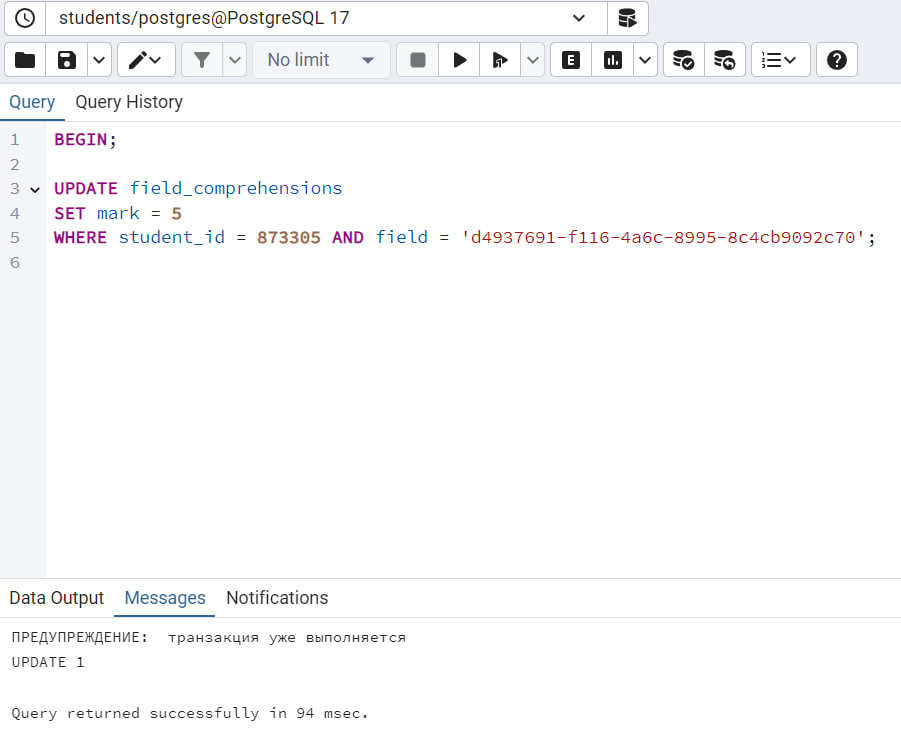 students/postgres@PostgreSQL 17
No limit
E
Query Query History
1 BEGIN;
2
3 UPDATE field_comprehensions
4 SET mark = 5
5 WHERE student_id = 873305 AND field = 'd4937691-f116-4a6c-8995-8c4cb9092c70';
6
Data Output Messages Notifications
ПРЕДУПРЕЖДЕНИЕ:  транзакция уже выполняется
UPDATE 1
Query returned successfully in 94 msec.